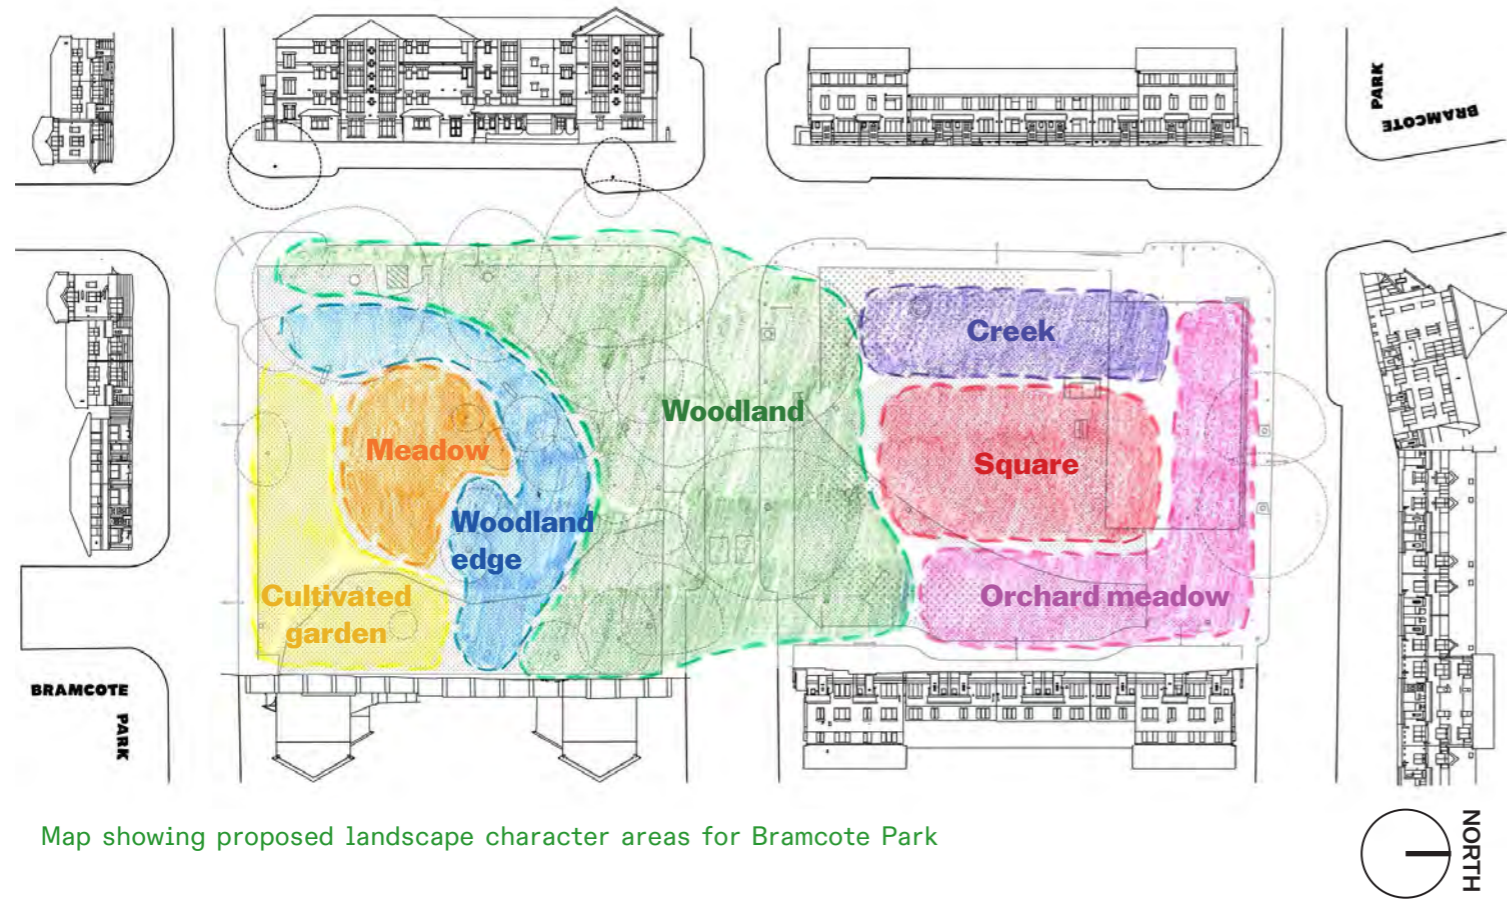 PARK
BRAMCOTE
Creek
Woodland
Meadow
Square
Woodland
edge
Cultivated
garden
Orchard meadow
BRAMCOTE
PARK
Map showing proposed landscape character areas for Bramcote Park
NORTH